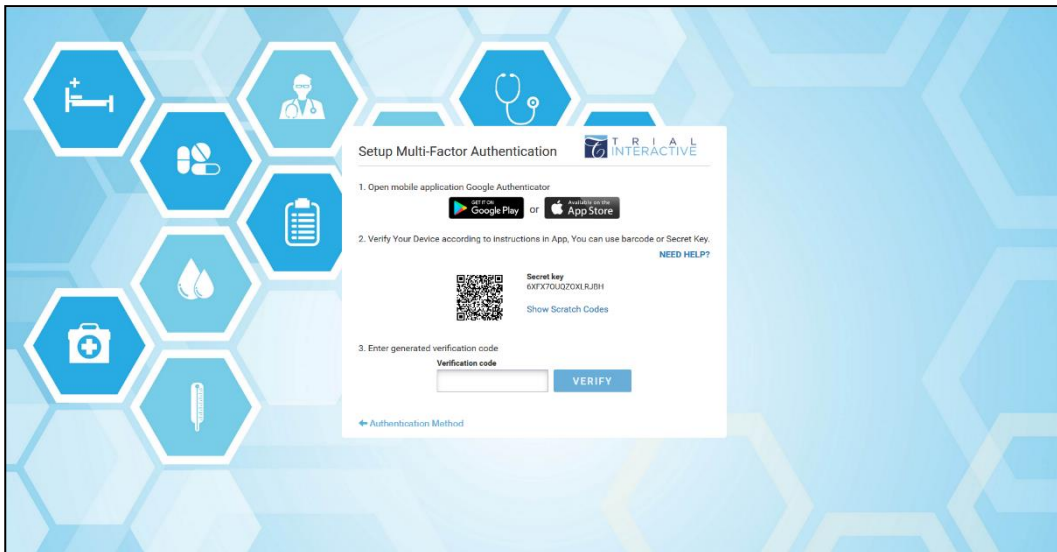 Setup Multi-Factor Authentication
TRIAL
INTERACTIVE
1. Open mobile application Google Authenticator
GET IT ON
Google Play
or
Available on the
App Store
2. Verify Your Device according to instructions in App, You can use barcode or Secret Key.
NEED HELP?
Secret key
6XFX7OUQZOXLRJBH
Show Scratch Codes
3. Enter generated verification code
Verification code
VERIFY
Authentication Method